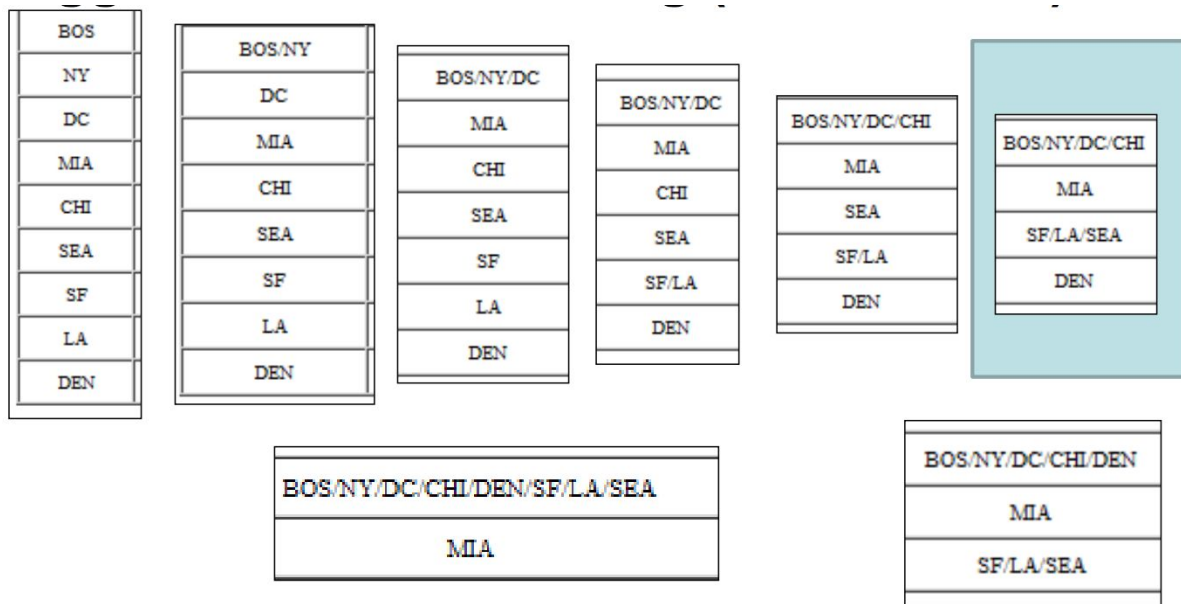 BOS
NY
DC
MIA
CHI
SEA
SF
LA
DEN
BOS/NY
DC
MIA
CHI
SEA
SF
LA
DEN
BOS/NY/DC
MIA
CHI
SEA
SF
LA
DEN
BOS/NY/DC
MIA
CHI
SEA
SF/LA
DEN
BOS/NY/DC/CHI
MIA
SEA
SF/LA
DEN
BOS/NY/DC/CHI
MIA
SF/LA/SEA
DEN
BOS/NY/DC/CHI/DEN/SF/LA/SEA
MIA
BOS/NY/DC/CHI/DEN
MIA
SF/LA/SEA